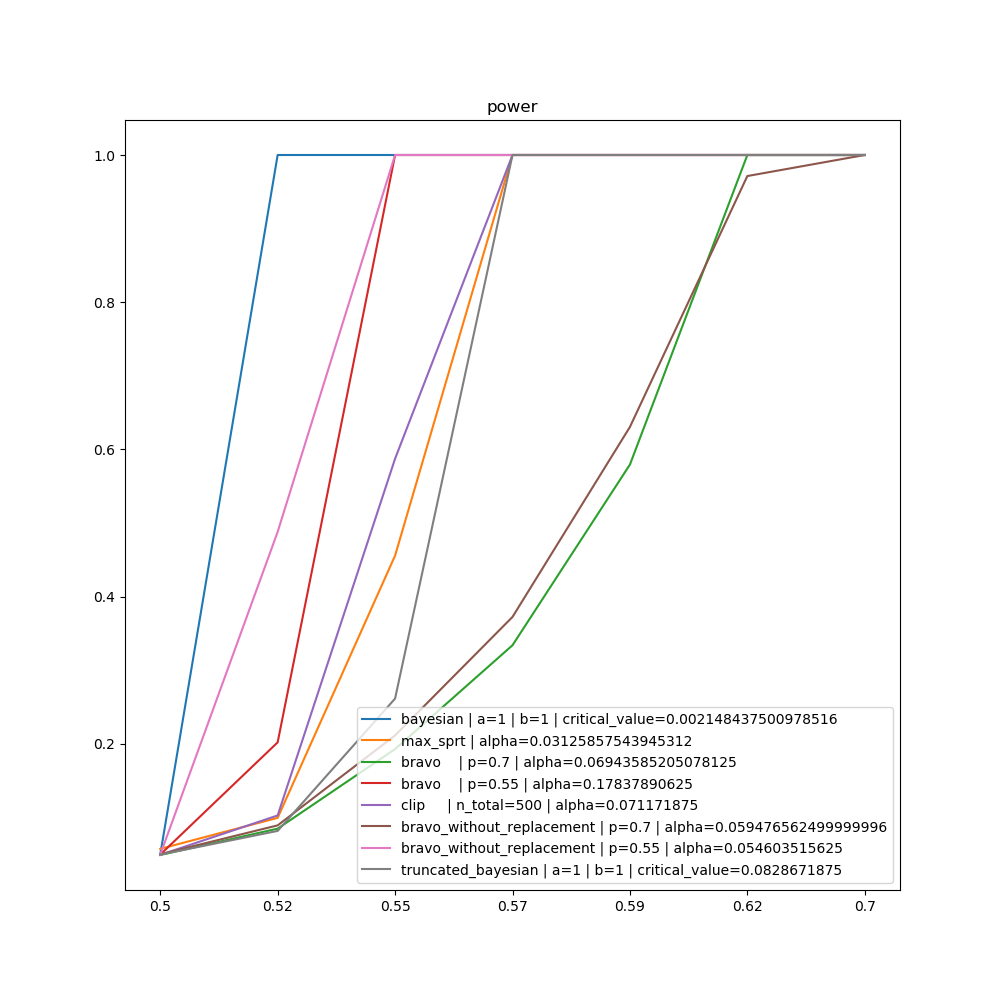 power
1.0
0.8
0.6
0.4
0.2
bayesian | a=1 | b=1 | critical_value=0.002148437500978516
max_sprt | alpha=0.03125857543945312
bravo | p=0.7 | alpha=0.06943585205078125
bravo | p=0.55 | alpha=0.17837890625
clip | n_total=500 | alpha=0.071171875
bravo_without_replacement | p=0.7 | alpha=0.059476562499999996
bravo_without_replacement | p=0.55 | alpha=0.054603515625
truncated_bayesian | a=1 | b=1 | critical_value=0.0828671875
0.5 0.52 0.55 0.57 0.59 0.62 0.7